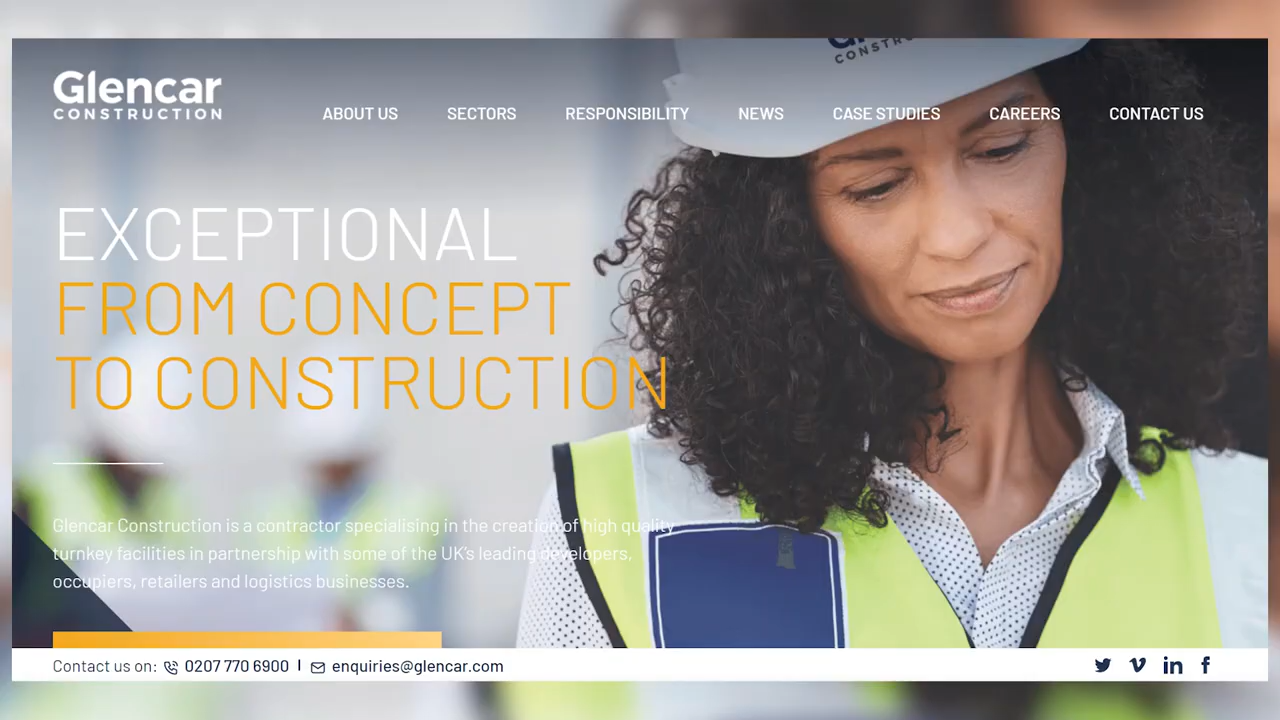 CONSTR
Glencar
CONSTRUCTION
ABOUT US
SECTORS
RESPONSIBILITY
NEWS
CASE STUDIES
CAREERS
CONTACT US
EXCEPTIONAL
FROM CONCEPT
TO CONSTRUCTION
Glencar Construction is a contractor specialising in the creation of high quality
turnkey facilities in partnership with some of the UK's leading developers,
occupiers, retailers and logistics businesses.
Contact us on: 0207 770 6900 | enquiries@glencar.com